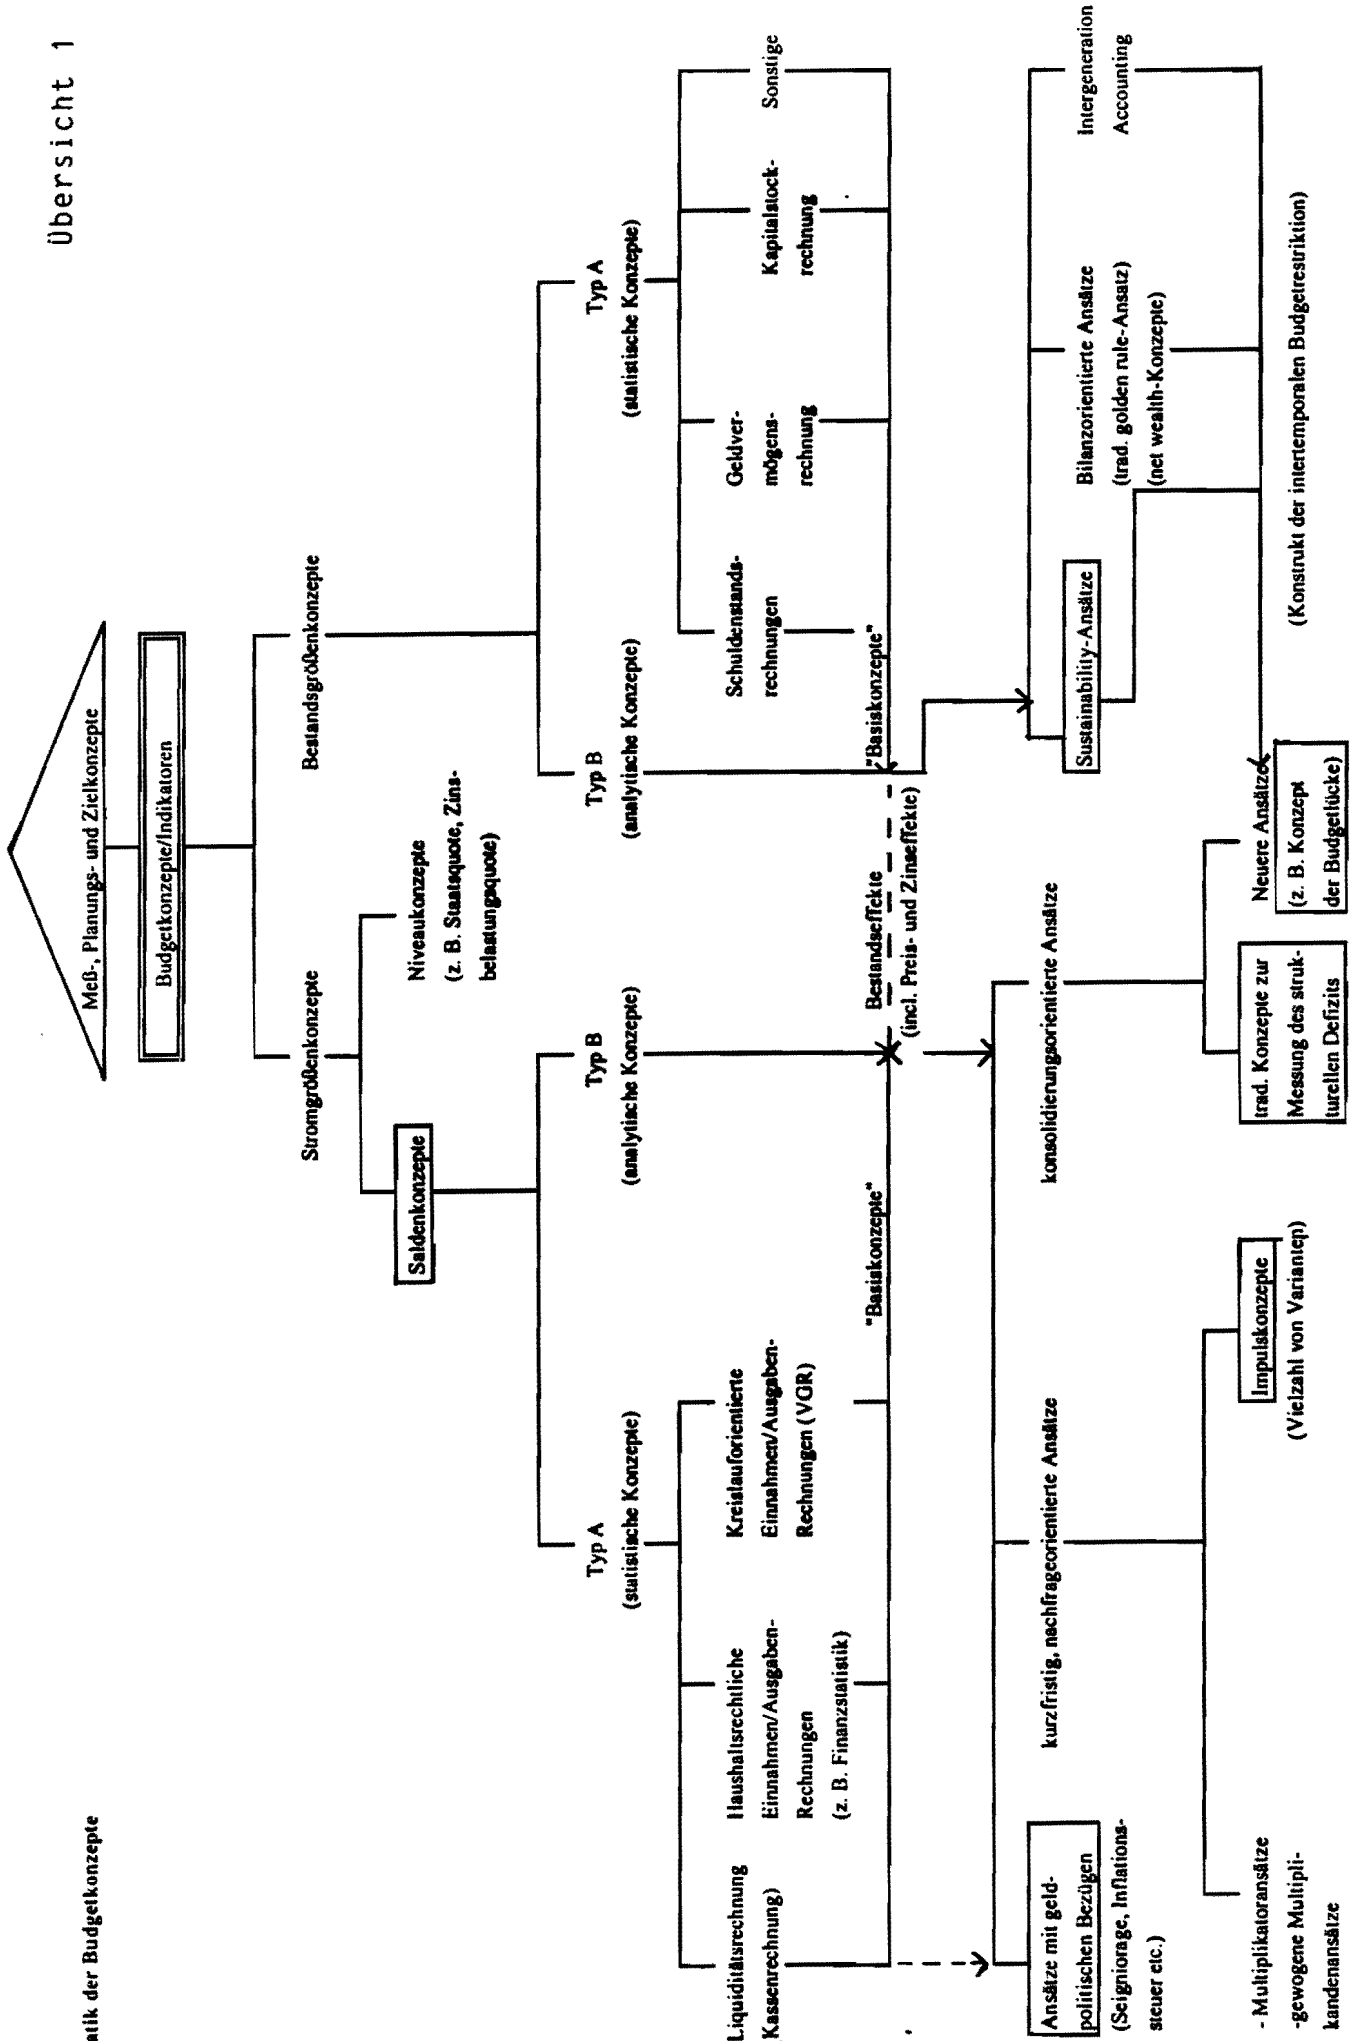 Übersicht 1
atik der Budgetkonzepte
Meß-, Planungs- und Zielkonzepte
Budgetkonzepte/Indikatoren
Stromgrößenkonzepte
Bestandsgrößenkonzepte
Saldenkonzepte
Niveaukonzepte
(z. B. Staatsquote, Zins-
belastungsquote)
Typ A
(statistische Konzepte)
Typ B
(analytische Konzepte)
Typ B
(analytische Konzepte)
Typ A
(statistische Konzepte)
Liquiditätsrechnung
Kassenrechnung)
Haushaltsrechtliche
Einnahmen/Ausgaben-
Rechnungen
(z. B. Finanzstatistik)
Kreislauforientierte
Einnahmen/Ausgaben-
Rechnungen (VGR)
Schuldenstands-
rechnungen
Geldver-
mögens-
rechnung
Kapitalstock-
rechnung
Sonstige
"Basiskonzepte"
Bestandseffekte
(incl. Preis- und Zinseffekte)
"Basiskonzepte"
Ansätze mit geld-
politischen Bezügen
(Seigniorage, Inflations-
steuer etc.)
kurzfristig, nachfrageorientierte Ansätze
konsolidierungsorientierte Ansätze
Sustainability-Ansätze
Bilanzorientierte Ansätze
(trad. golden rule-Ansatz)
(net wealth-Konzepte)
Intergeneration
Accounting
- Multiplikatoransätze
-gewogene Multipli-
kandenansätze
Impulskonzepte
(Vielzahl von Varianten)
trad. Konzepte zur
Messung des struk-
turellen Defizits
Neuere Ansätze
(z. B. Konzept
der Budgetlücke)
(Konstrukt der intertemporalen Budgetrestriktion)